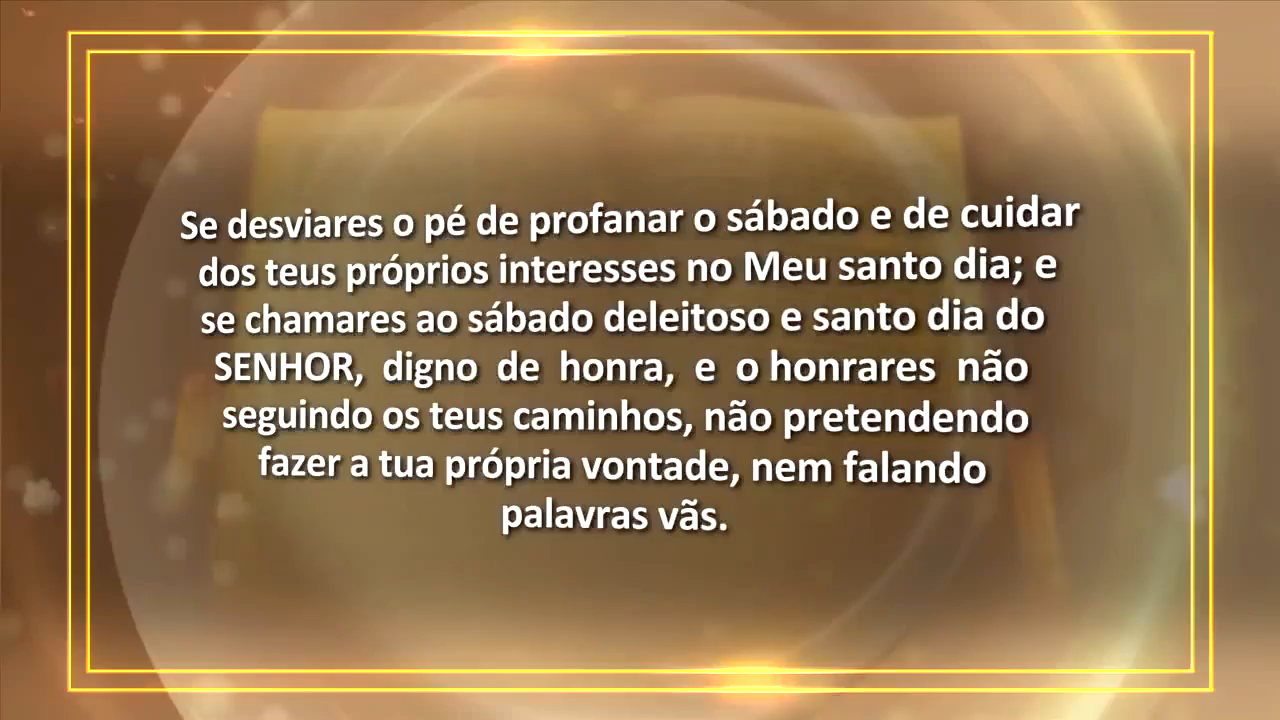 Se desviares o pé de profanar o sábado e de cuidar
dos teus próprios interesses no Meu santo dia; e
se chamares ao sábado deleitoso e santo dia do
SENHOR, digno de honra, e o honrares não
seguindo os teus caminhos, não pretendendo
fazer a tua própria vontade, nem falando
palavras vãs.